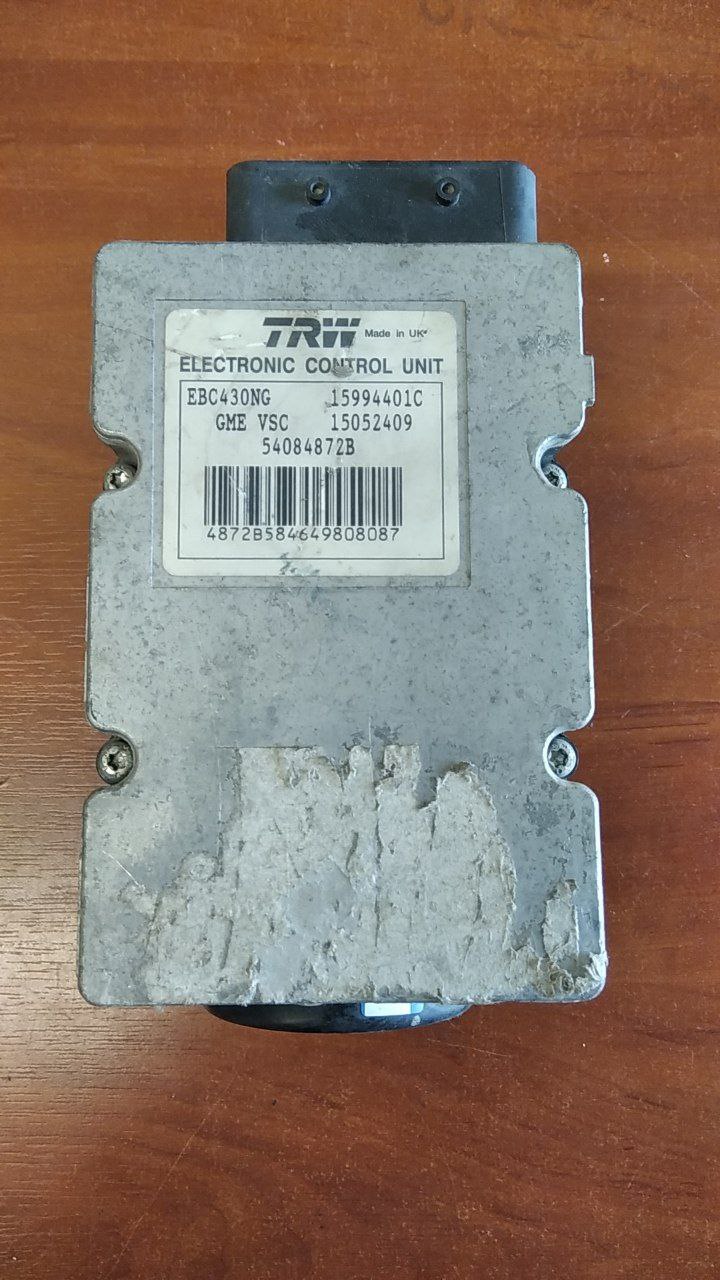 TRW Made in UK
ELECTRONIC CONTROL UNIT
EBC430NG 15994401C
GME VSC 15052409
54084872B
4872B584649808087